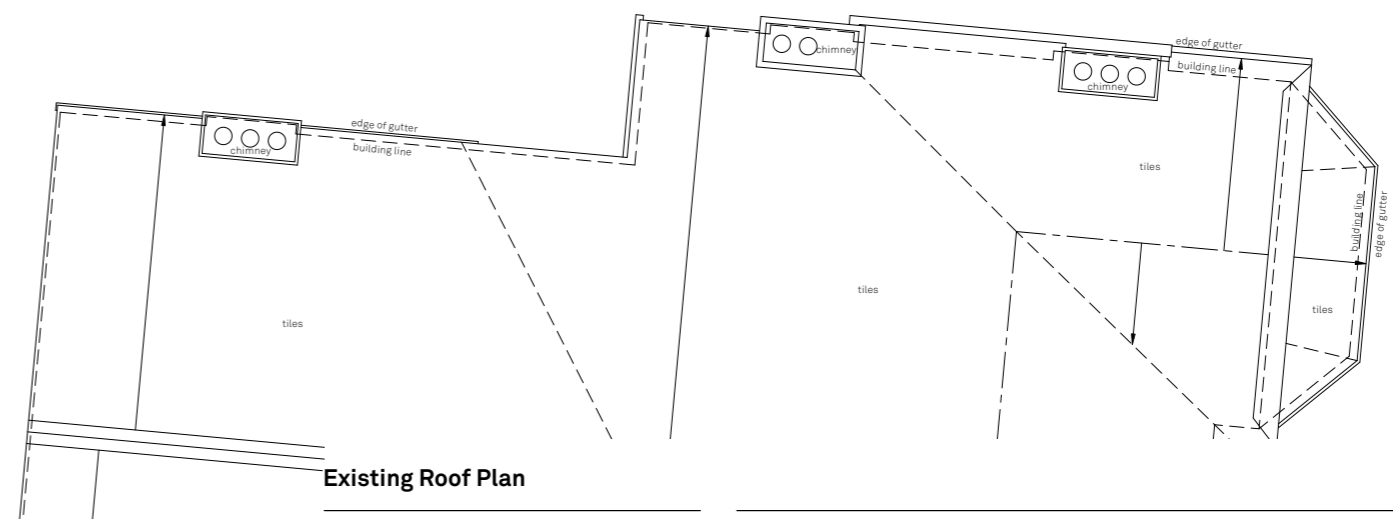 chimney
edge of gutter
building line
chimney
edge of gutter
building line
chimney
tiles
building line
edge of gutter
tiles
tiles
tiles
Existing Roof Plan